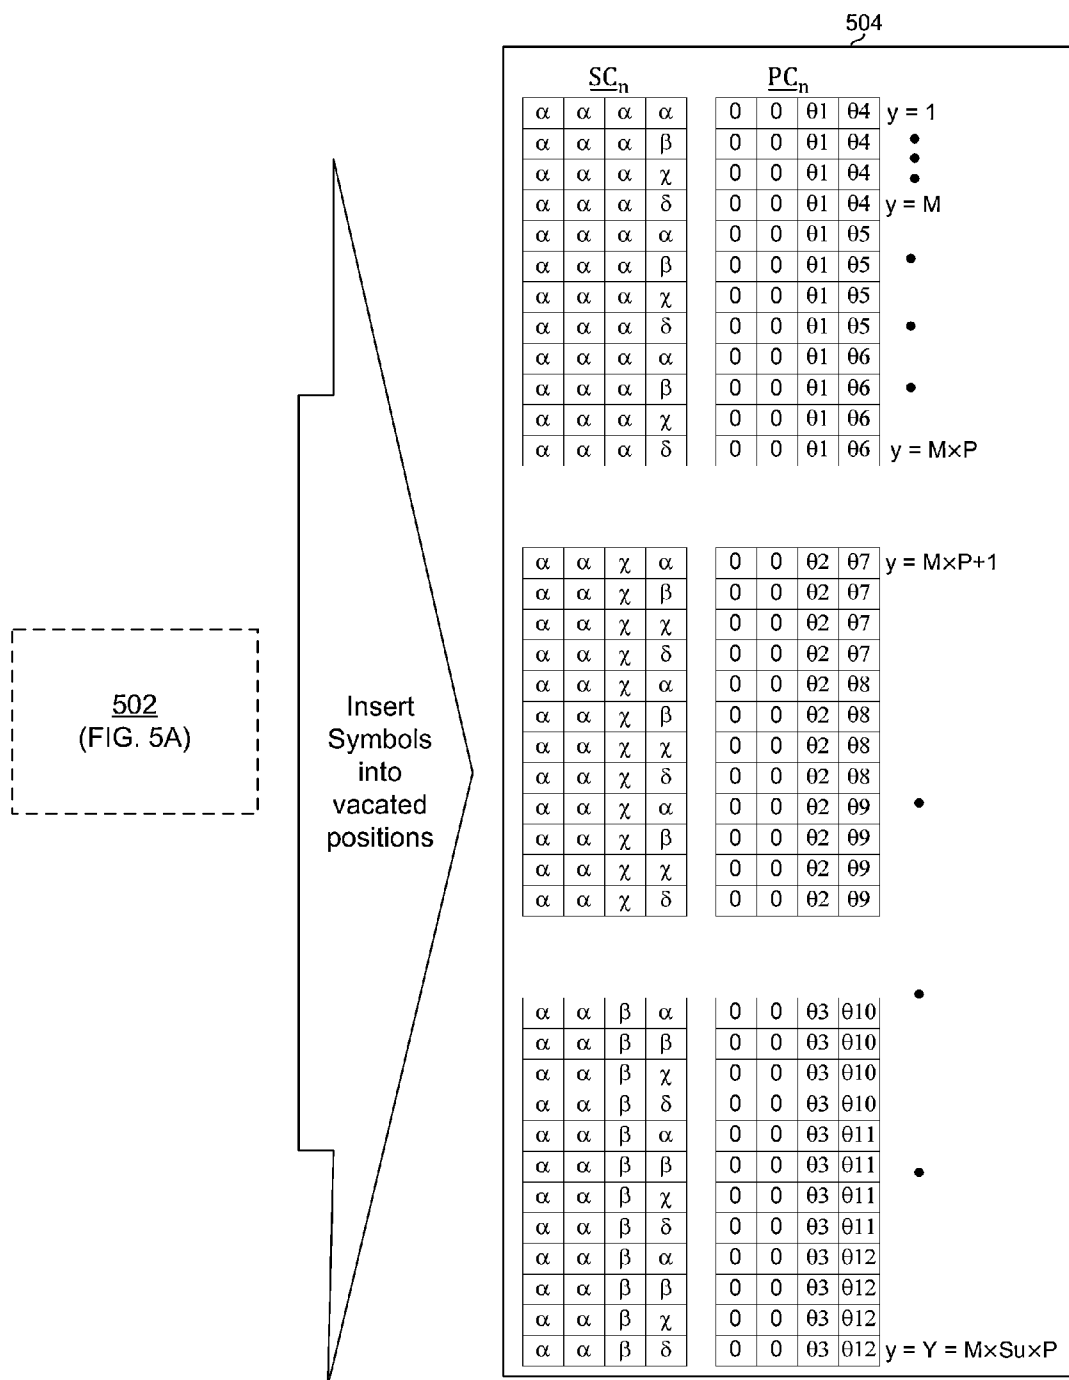 504
SCn PCn
α α α α 0 0 θ1 θ4 y = 1
α α α β 0 0 θ1 θ4
α α α χ 0 0 θ1 θ4
α α α δ 0 0 θ1 θ4 y = M
α α α α 0 0 θ1 θ5
α α α β 0 0 θ1 θ5
α α α χ 0 0 θ1 θ5
α α α δ 0 0 θ1 θ5
α α α α 0 0 θ1 θ6
α α α β 0 0 θ1 θ6
α α α χ 0 0 θ1 θ6
α α α δ 0 0 θ1 θ6 y = M×P
α α χ α 0 0 θ2 θ7 y = M×P+1
α α χ β 0 0 θ2 θ7
α α χ χ 0 0 θ2 θ7
α α χ δ 0 0 θ2 θ7
α α χ α 0 0 θ2 θ8
α α χ β 0 0 θ2 θ8
α α χ χ 0 0 θ2 θ8
α α χ δ 0 0 θ2 θ8
α α χ α 0 0 θ2 θ9
α α χ β 0 0 θ2 θ9
α α χ χ 0 0 θ2 θ9
α α χ δ 0 0 θ2 θ9
α α β α 0 0 θ3 θ10
α α β β 0 0 θ3 θ10
α α β χ 0 0 θ3 θ10
α α β δ 0 0 θ3 θ10
α α β α 0 0 θ3 θ11
α α β β 0 0 θ3 θ11
α α β χ 0 0 θ3 θ11
α α β δ 0 0 θ3 θ11
α α β α 0 0 θ3 θ12
α α β β 0 0 θ3 θ12
α α β χ 0 0 θ3 θ12
α α β δ 0 0 θ3 θ12 y = Y = M×Su×P
502
(FIG. 5A)
Insert
Symbols
into
vacated
positions